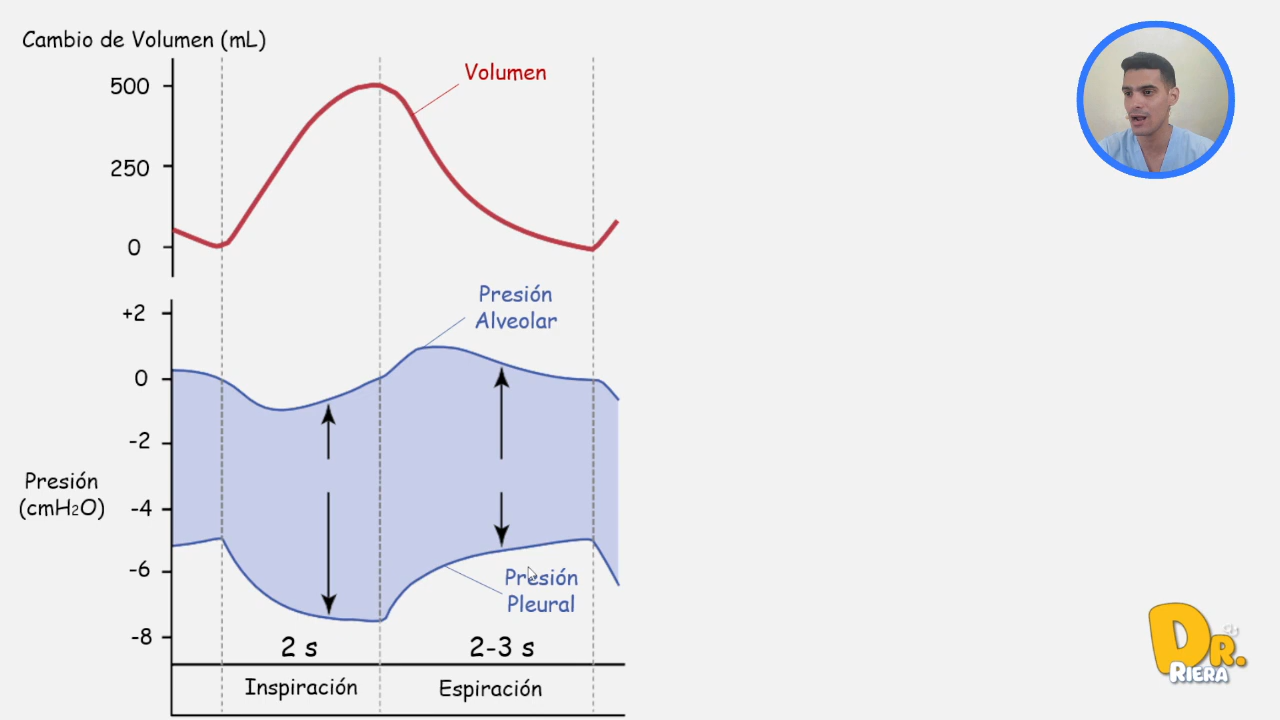 Cambio de Volumen (mL)
500
250
0
Volumen
+2
0
-2
-4
-6
-8
Presión
Alveolar
Presión
(cmH₂O)
Presión
Pleural
2 s
2-3 s
Inspiración
Espiración
DR.
RIERA